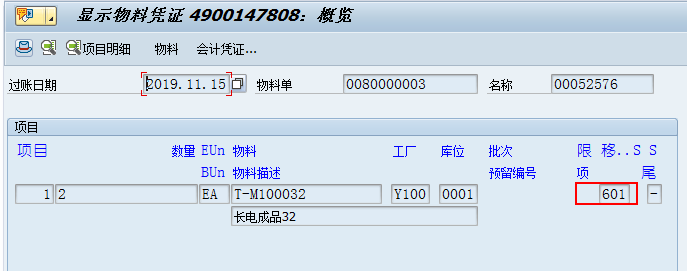 显示物料凭证 4900147808: 概览
项目明细 物料 会计凭证...
过账日期 2019.11.15 物料单 0080000003 名称 00052576
项目
项目 数量 EUn 物料 工厂 库位 批次 限 移..S S
BUn 物料描述 预留编号 项 尾
1 2 EA T-M100032 Y100 0001 601 -
长电成品32